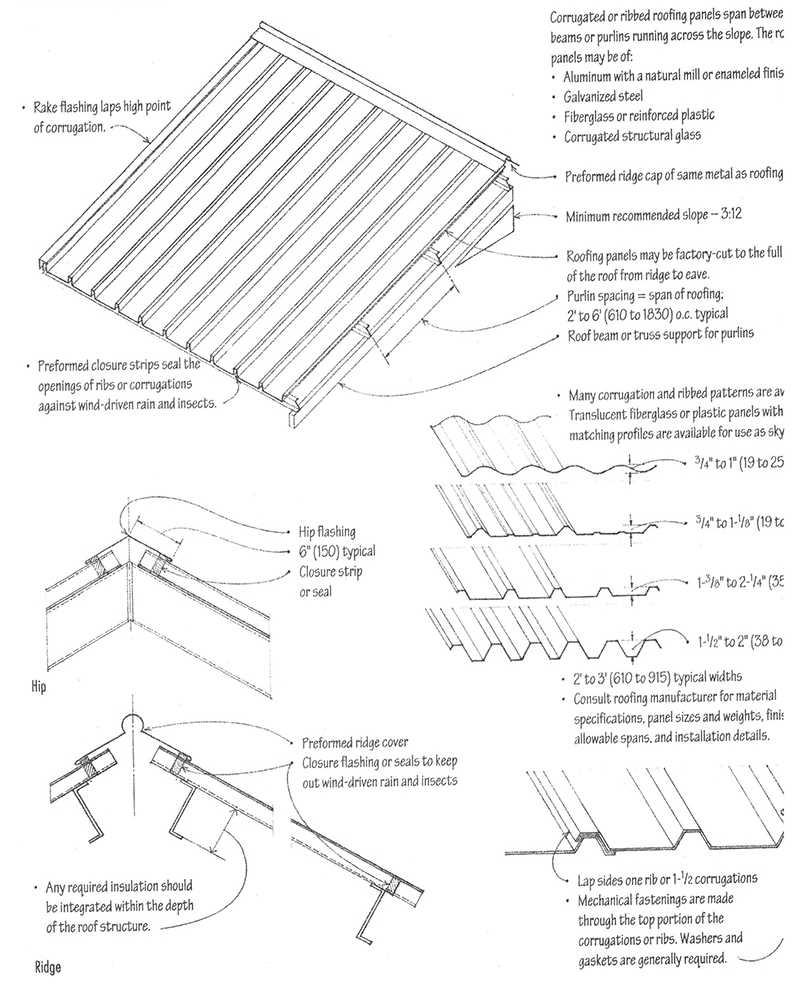 Corrugated or ribbed roofing panels span betwee
beams or purlins running across the slope. The ro
panels may be of:
• Aluminum with a natural mill or enameled finis
• Galvanized steel
• Fiberglass or reinforced plastic
• Corrugated structural glass
• Rake flashing laps high point
of corrugation.
• Preformed ridge cap of same metal as roofing
• Minimum recommended slope – 3:12
• Roofing panels may be factory-cut to the full
of the roof from ridge to eave.
• Purlin spacing = span of roofing;
2' to 6' (610 to 1830) o.c. typical
• Roof beam or truss support for purlins
• Preformed closure strips seal the
openings of ribs or corrugations
against wind-driven rain and insects.
• Many corrugation and ribbed patterns are av
Translucent fiberglass or plastic panels with
matching profiles are available for use as sky
• 3/4" to 1" (19 to 25
• 3/4" to 1-1/8" (19 to
• 1-3/8" to 2-1/4" (35
• 1-1/2" to 2" (38 to
• 2' to 3' (610 to 915) typical widths
• Consult roofing manufacturer for material
specifications, panel sizes and weights, finis
allowable spans, and installation details.
• Hip flashing
• 6" (150) typical
• Closure strip
or seal
Hip
• Preformed ridge cover
• Closure flashing or seals to keep
out wind-driven rain and insects
• Any required insulation should
be integrated within the depth
of the roof structure.
Ridge
• Lap sides one rib or 1-1/2 corrugations
• Mechanical fastenings are made
through the top portion of the
corrugations or ribs. Washers and
gaskets are generally required.